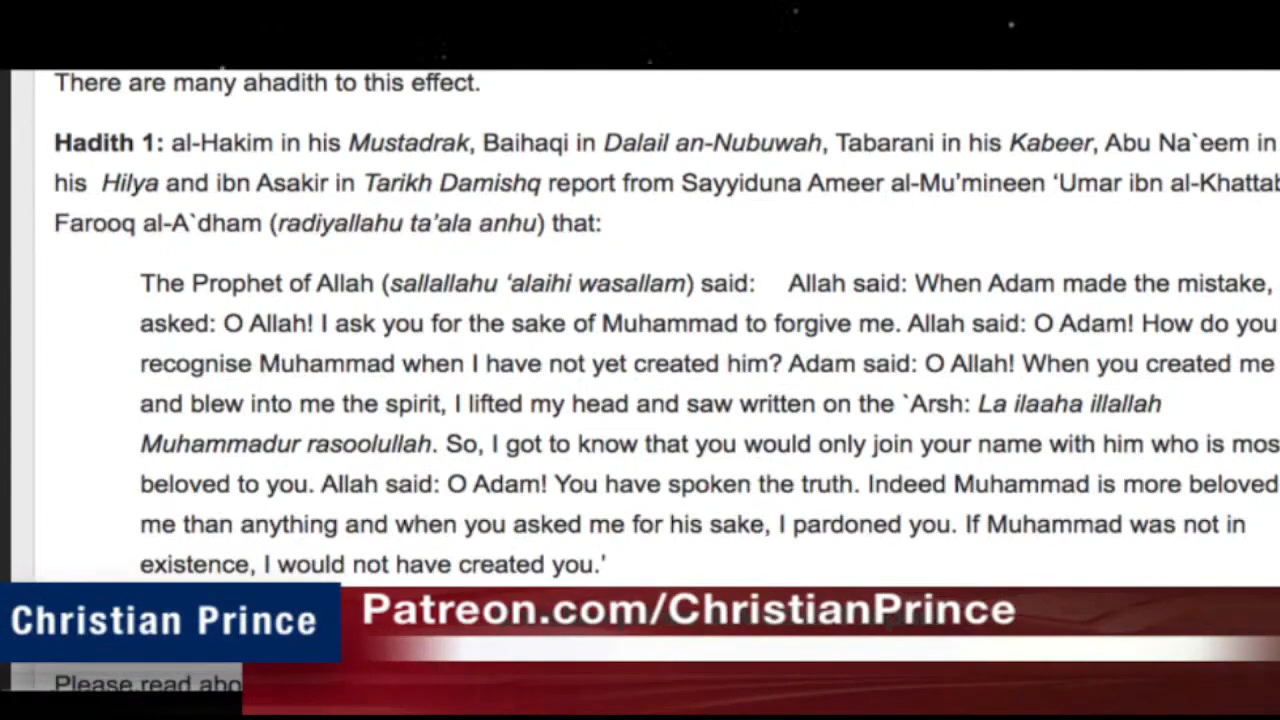 There are many ahadith to this effect.
Hadith 1: al-Hakim in his Mustadrak, Baihaqi in Dalail an-Nubuwah, Tabarani in his Kabeer, Abu Na`eem in
his Hilya and ibn Asakir in Tarikh Damishq report from Sayyiduna Ameer al-Mu’mineen ‘Umar ibn al-Khattab
Farooq al-A`dham (radiyallahu ta’ala anhu) that:
The Prophet of Allah (sallallahu ‘alaihi wasallam) said: Allah said: When Adam made the mistake,
asked: O Allah! I ask you for the sake of Muhammad to forgive me. Allah said: O Adam! How do you
recognise Muhammad when I have not yet created him? Adam said: O Allah! When you created me
and blew into me the spirit, I lifted my head and saw written on the `Arsh: La ilaaha illallah
Muhammadur rasoolullah. So, I got to know that you would only join your name with him who is mos
beloved to you. Allah said: O Adam! You have spoken the truth. Indeed Muhammad is more beloved
me than anything and when you asked me for his sake, I pardoned you. If Muhammad was not in
existence, I would not have created you.’
Patreon.com/ChristianPrince
Christian Prince
Please read abo